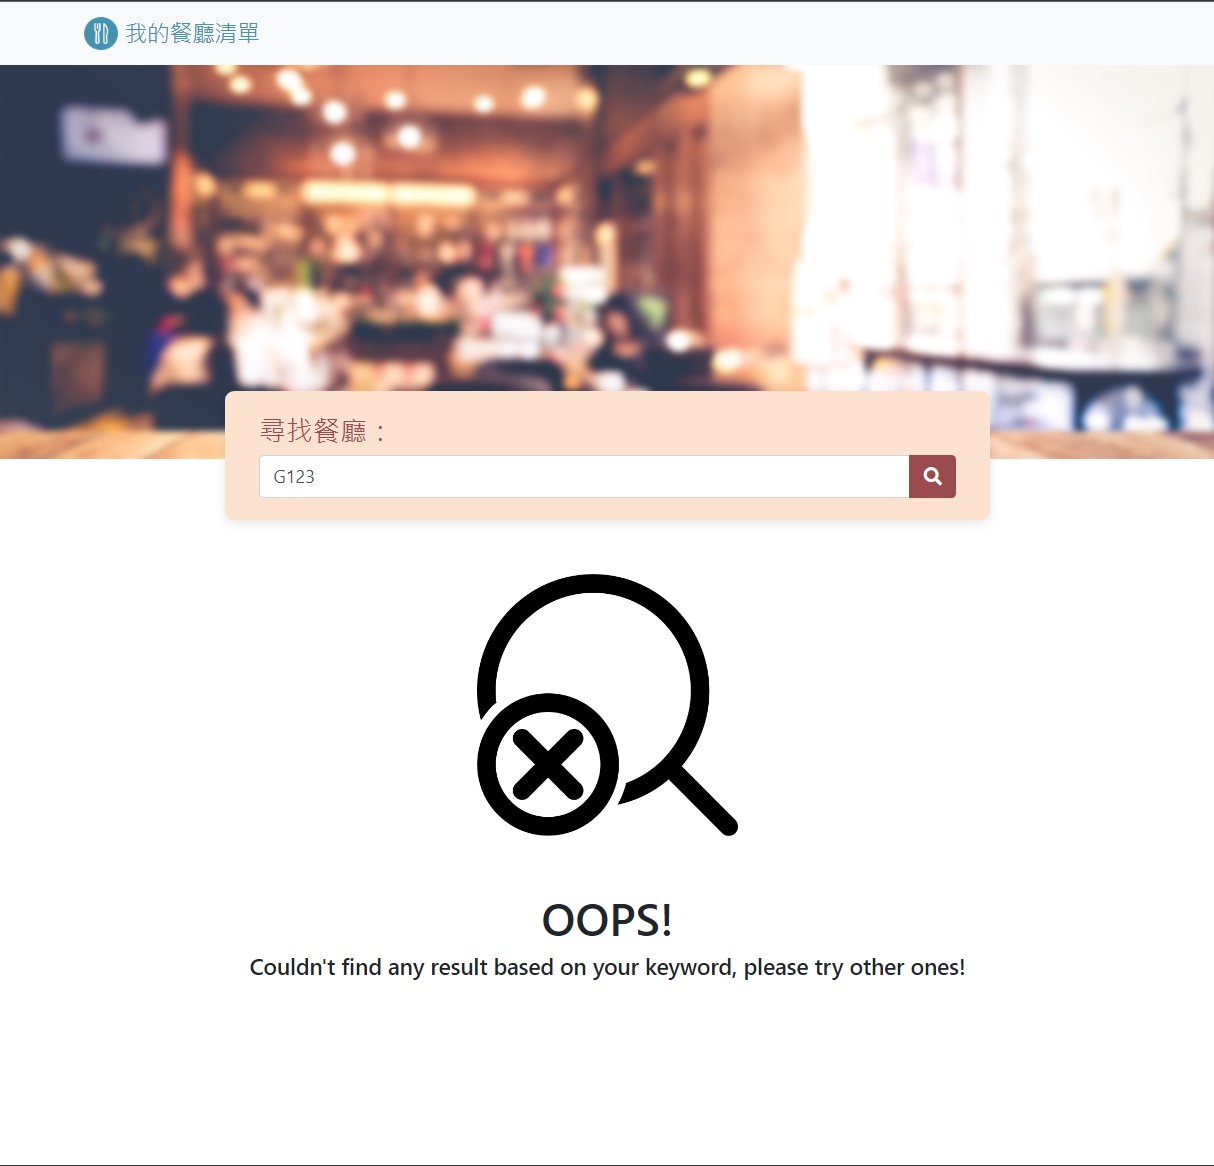 我的餐廳清單
尋找餐廳：
G123
OOPS!
Couldn't find any result based on your keyword, please try other ones!